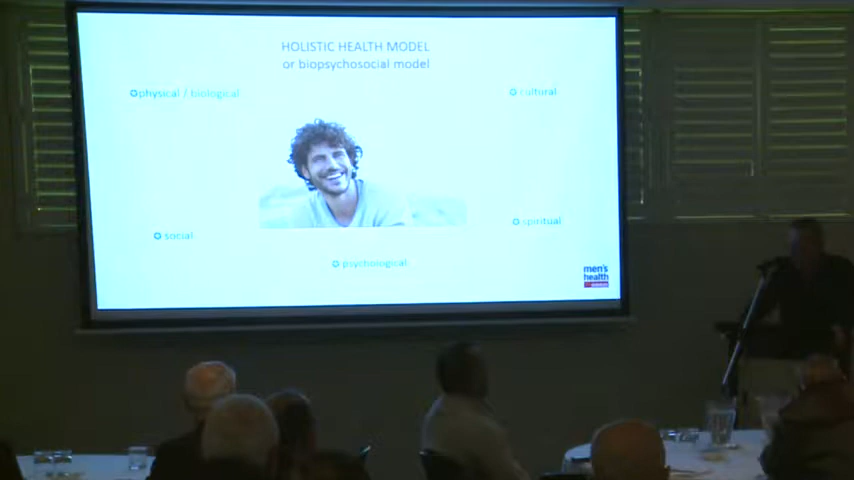 HOLISTIC HEALTH MODEL
or biopsychosocial model
physical / biological
cultural
social
spiritual
psychological
men's
health